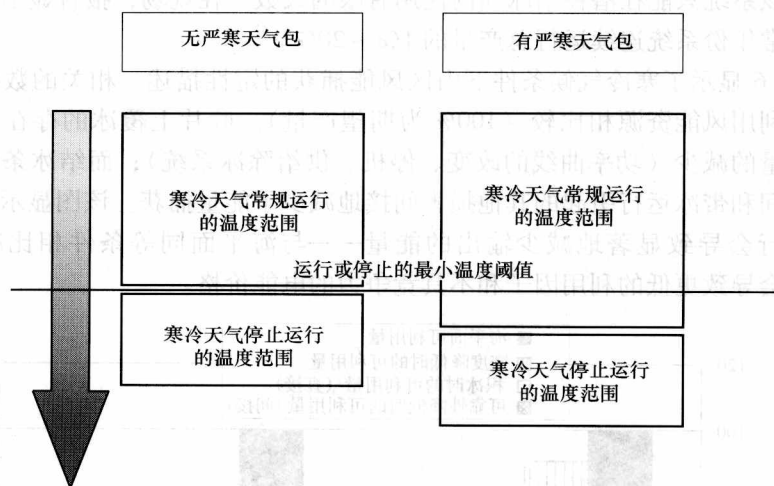 无严寒天气包
有严寒天气包
寒冷天气常规运行
的温度范围
寒冷天气常规运行
的温度范围
运行或停止的最小温度阈值
寒冷天气停止运行
的温度范围
寒冷天气停止运行
的温度范围